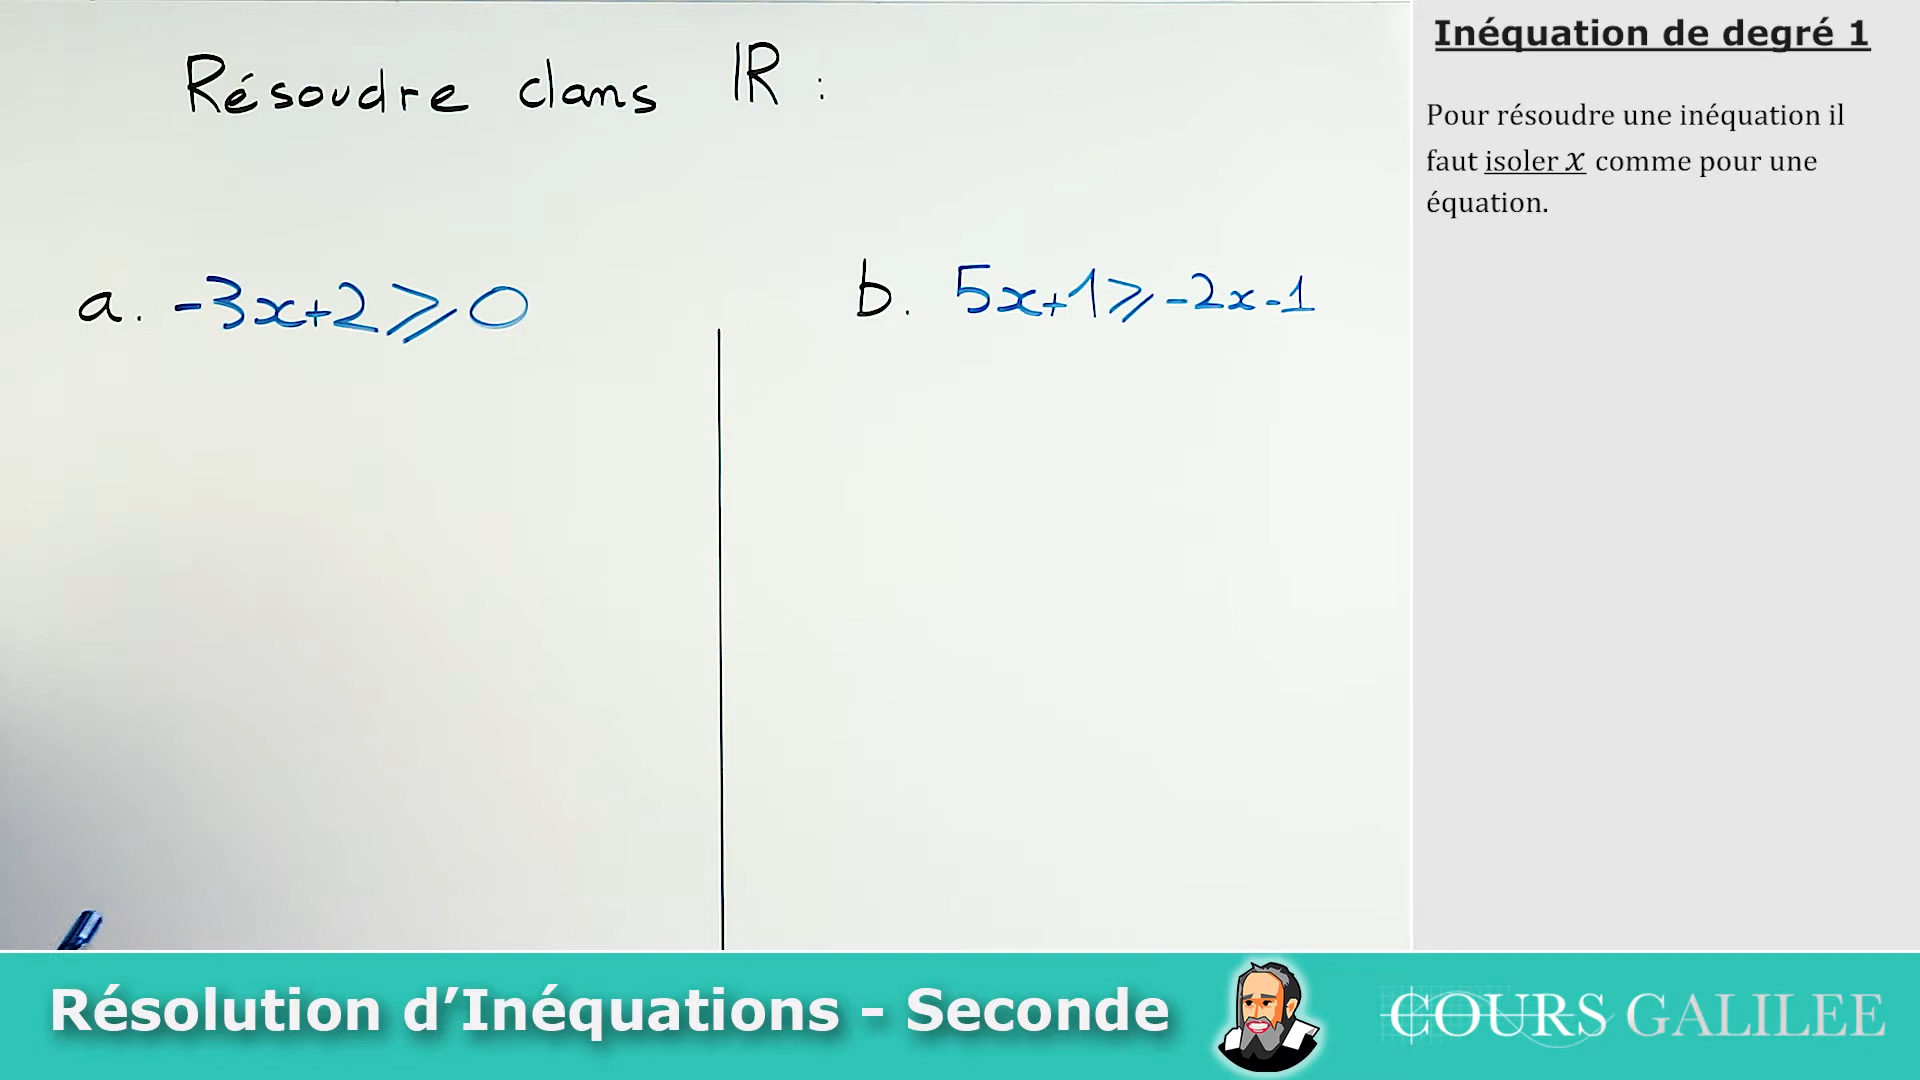 Résoudre dans ℝ :
a. -3x+2⩾0
b. 5x+1⩾-2x-1
Inéquation de degré 1
Pour résoudre une inéquation il
faut isoler x comme pour une
équation.
Résolution d’Inéquations - Seconde
COURS GALILEE